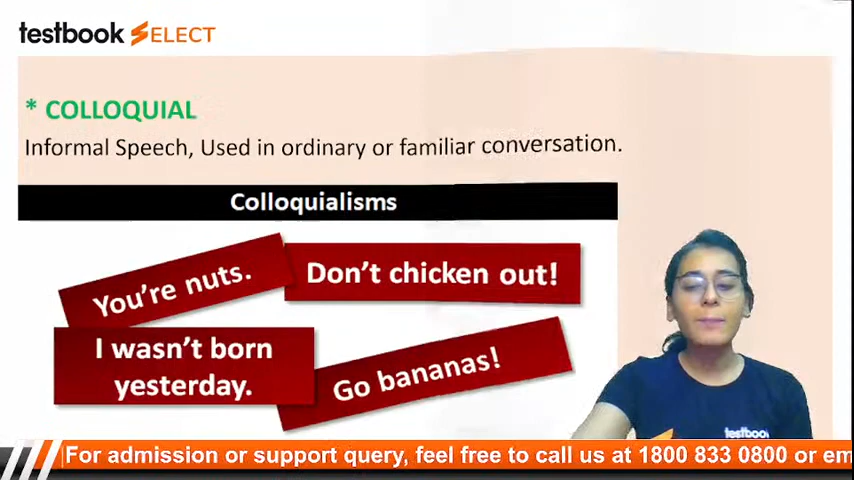 testbook SELECT
* COLLOQUIAL
Informal Speech, Used in ordinary or familiar conversation.
Colloquialisms
You're nuts.
Don't chicken out!
I wasn't born
yesterday.
Go bananas!
testbook
For admission or support query, feel free to call us at 1800 833 0800 or em